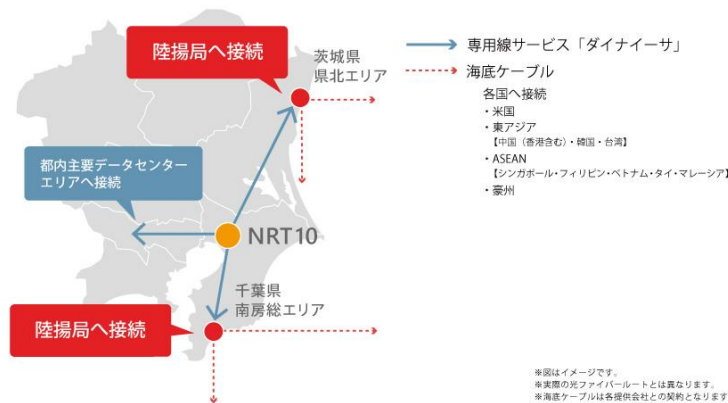 陸揚局へ接続
茨城県
県北エリア
都内主要データセンター
エリアへ接続
NRT10
千葉県
南房総エリア
陸揚局へ接続
専用線サービス「ダイナイーサ」
海底ケーブル
各国へ接続
・米国
・東アジア
【中国（香港含む）・韓国・台湾】
・ASEAN
【シンガポール・フィリピン・ベトナム・タイ・マレーシア】
・豪州
※図はイメージです。
※実際の光ファイバールートとは異なります。
※海底ケーブルは各提供会社との契約となります